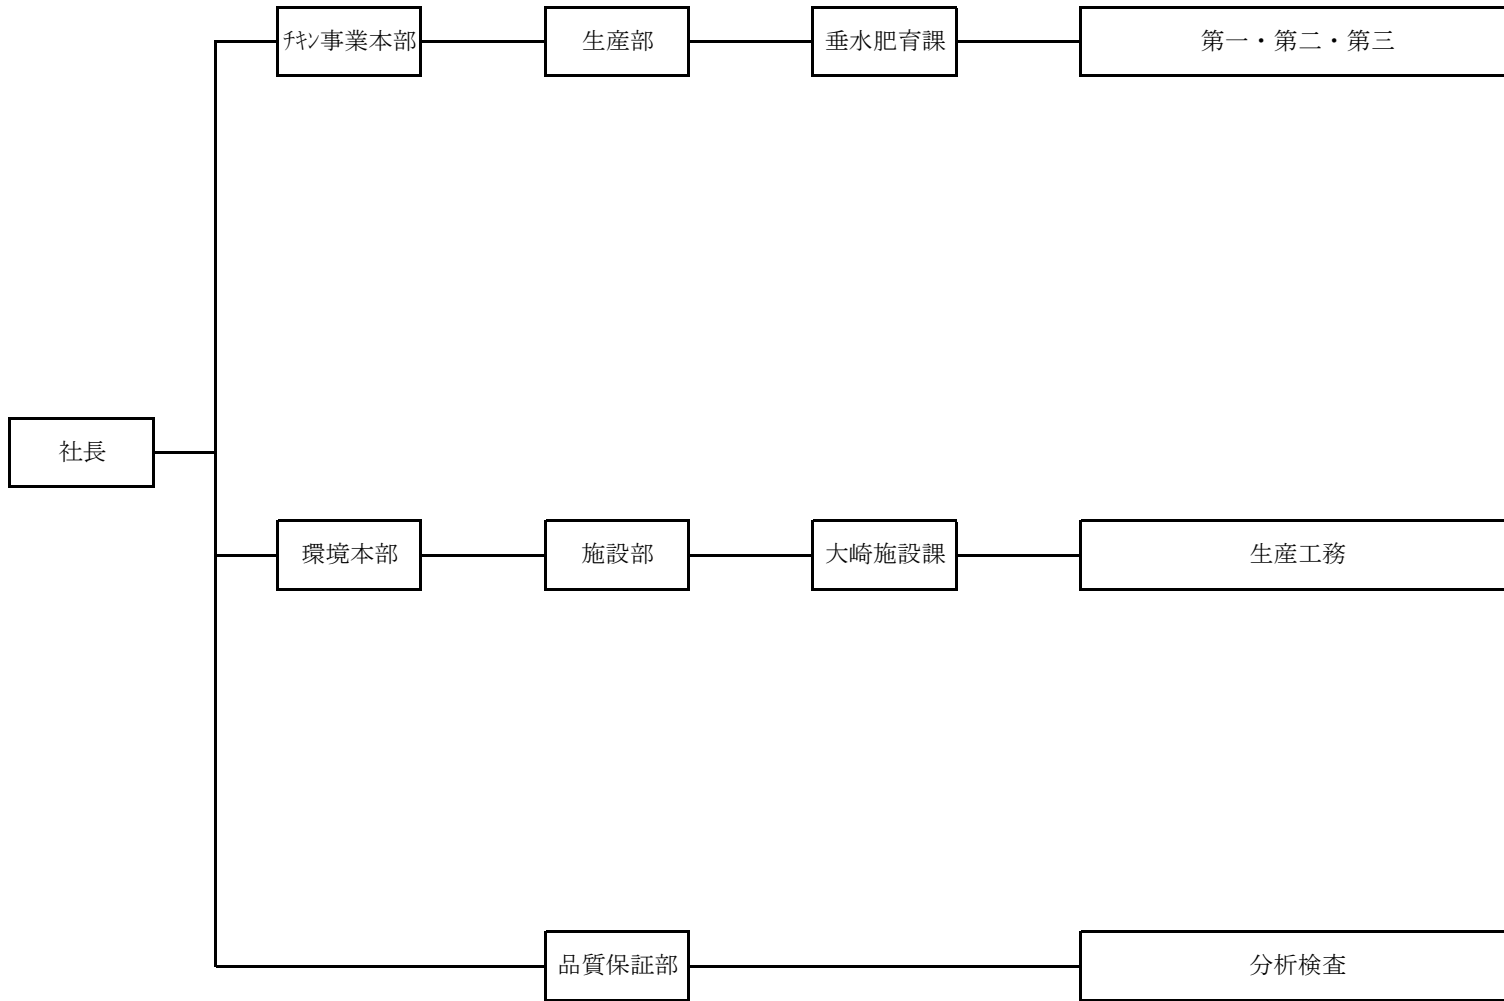 ﾁｷﾝ事業本部
生産部
垂水肥育課
第一・第二・第三
社長
環境本部
施設部
大崎施設課
生産工務
品質保証部
分析検査